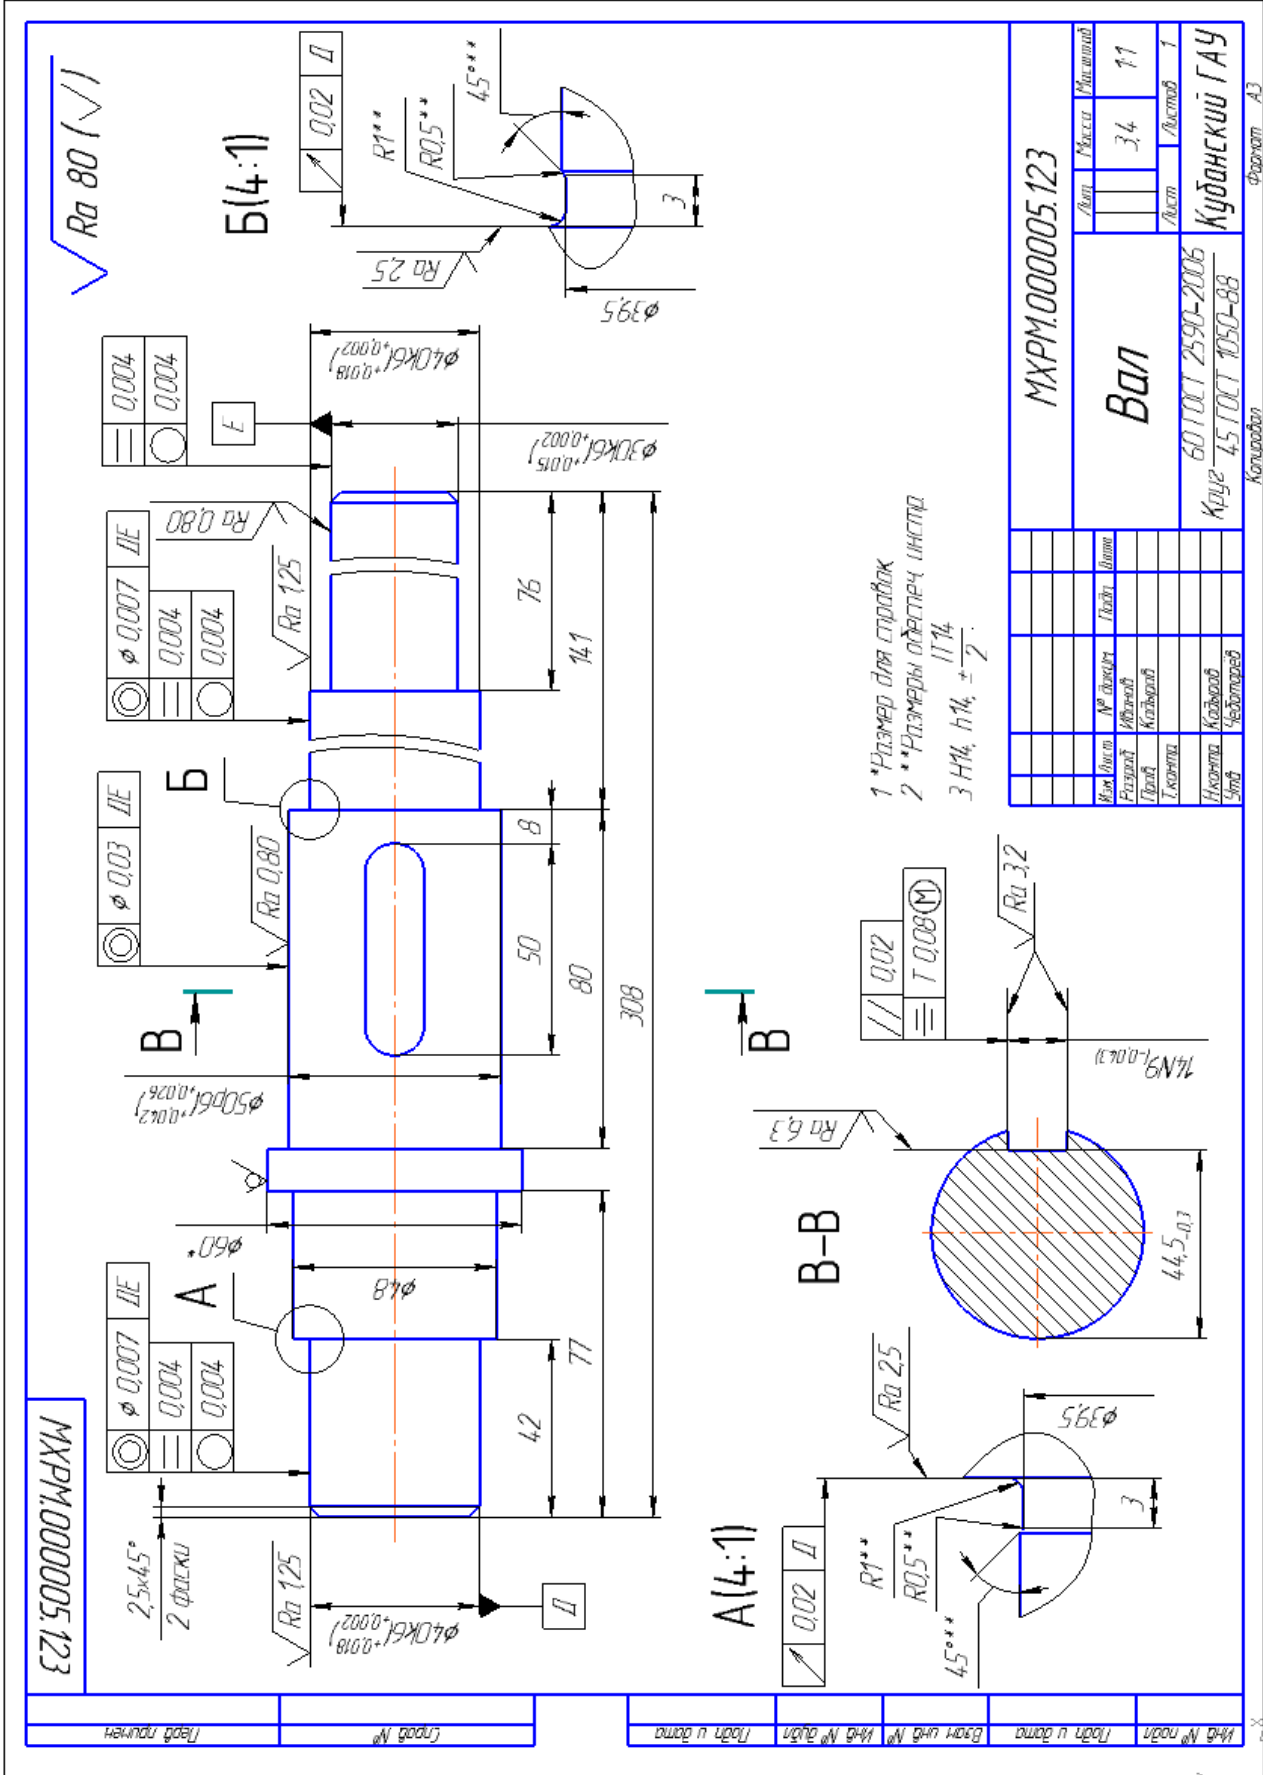 МХРМ.000005.123
Ra 80 (√)
2,5x45°
2 фаски
Ra 1,25
⌀ 0,007 ДЕ
0,004
0,004
А
⌀60*
⌀48
⌀40k6(+0,018 +0,002)
Д
42
77
В
⌀50p6(+0,042 +0,026)
⌀ 0,03 ДЕ
Ra 0,80
Б
50
8
80
308
В
⌀ 0,007 ДЕ
0,004
0,004
Ra 1,25
Ra 0,80
0,004
0,004
Е
⌀40k6(+0,018 +0,002)
⌀30k6(+0,015 +0,002)
76
141
Б(4:1)
0,02 Д
R1**
R0,5**
45°**
Ra 2,5
⌀39,5
3
А(4:1)
0,02 Д
R1**
R0,5**
45°**
Ra 2,5
⌀39,5
3
В-В
Ra 6,3
0,02
T 0,08 M
Ra 3,2
14N9(-0,043)
44,5-0,3
1 *Размер для справок
2 **Размеры обеспеч. инстр.
3 H14, h14, ± IT14/2.
МХРМ.000005.123
Вал
Лит. Масса Масштаб
3,4 1:1
Лист Листов 1
Изм. Лист № докум. Подп. Дата
Разраб. Иванов
Пров. Кадыров
Т.контр.
Н.контр. Кадыров
Утв. Чеботарев
Круг 60 ГОСТ 2590-2006
45 ГОСТ 1050-88
Кубанский ГАУ
Копировал
Формат А3
Перв. примен.
Справ. №
Подп. и дата
Инв. № дубл.
Взам. инв. №
Подп. и дата
Инв. № подл.